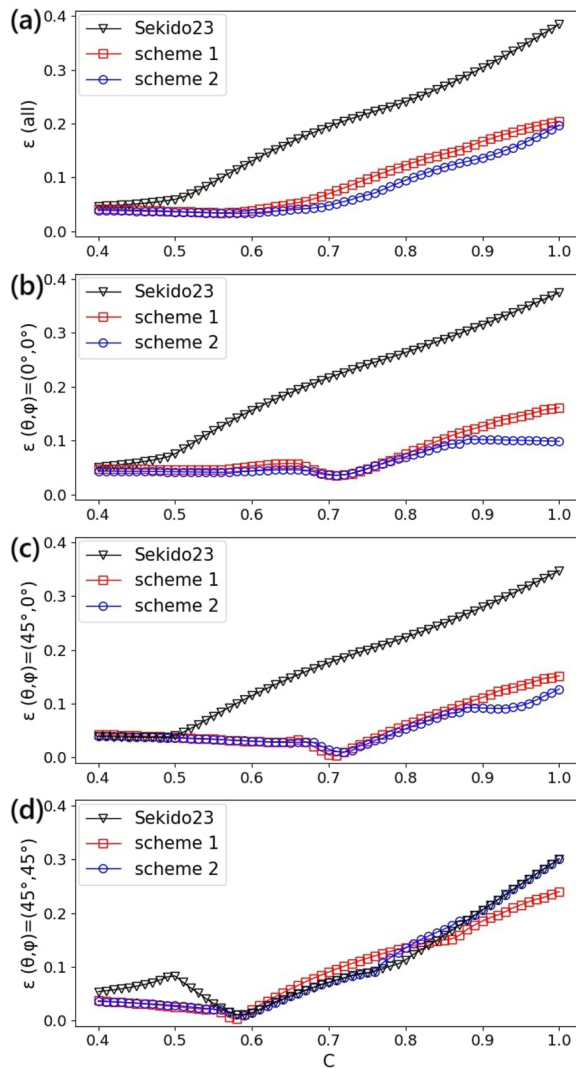 (a)
ε (all)
0.4
0.3
0.2
0.1
0.0
Sekido23
scheme 1
scheme 2
0.4 0.5 0.6 0.7 0.8 0.9 1.0
(b)
ε (θ,φ)=(0°,0°)
0.4
0.3
0.2
0.1
0.0
Sekido23
scheme 1
scheme 2
0.4 0.5 0.6 0.7 0.8 0.9 1.0
(c)
ε (θ,φ)=(45°,0°)
0.4
0.3
0.2
0.1
0.0
Sekido23
scheme 1
scheme 2
0.4 0.5 0.6 0.7 0.8 0.9 1.0
(d)
ε (θ,φ)=(45°,45°)
0.4
0.3
0.2
0.1
0.0
Sekido23
scheme 1
scheme 2
0.4 0.5 0.6 0.7 0.8 0.9 1.0
C